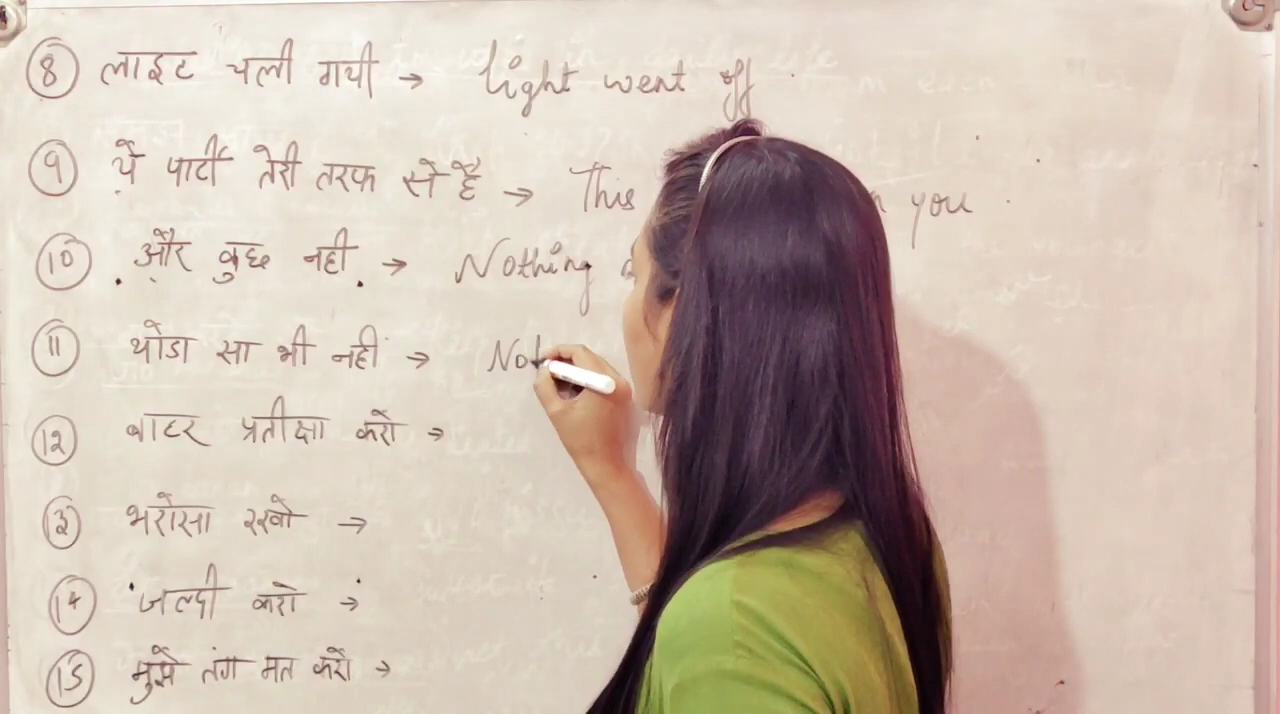 8 लाइट चली गयी → light went off
9 ये पार्टी तेरी तरफ से है → This you
10 और कुछ नही → Nothing
11 थोडा सा भी नही → Not
12 बाहर प्रतीक्षा करो →
13 भरोसा रखो →
14 जल्दी करो →
15 मुझे तंग मत करो →